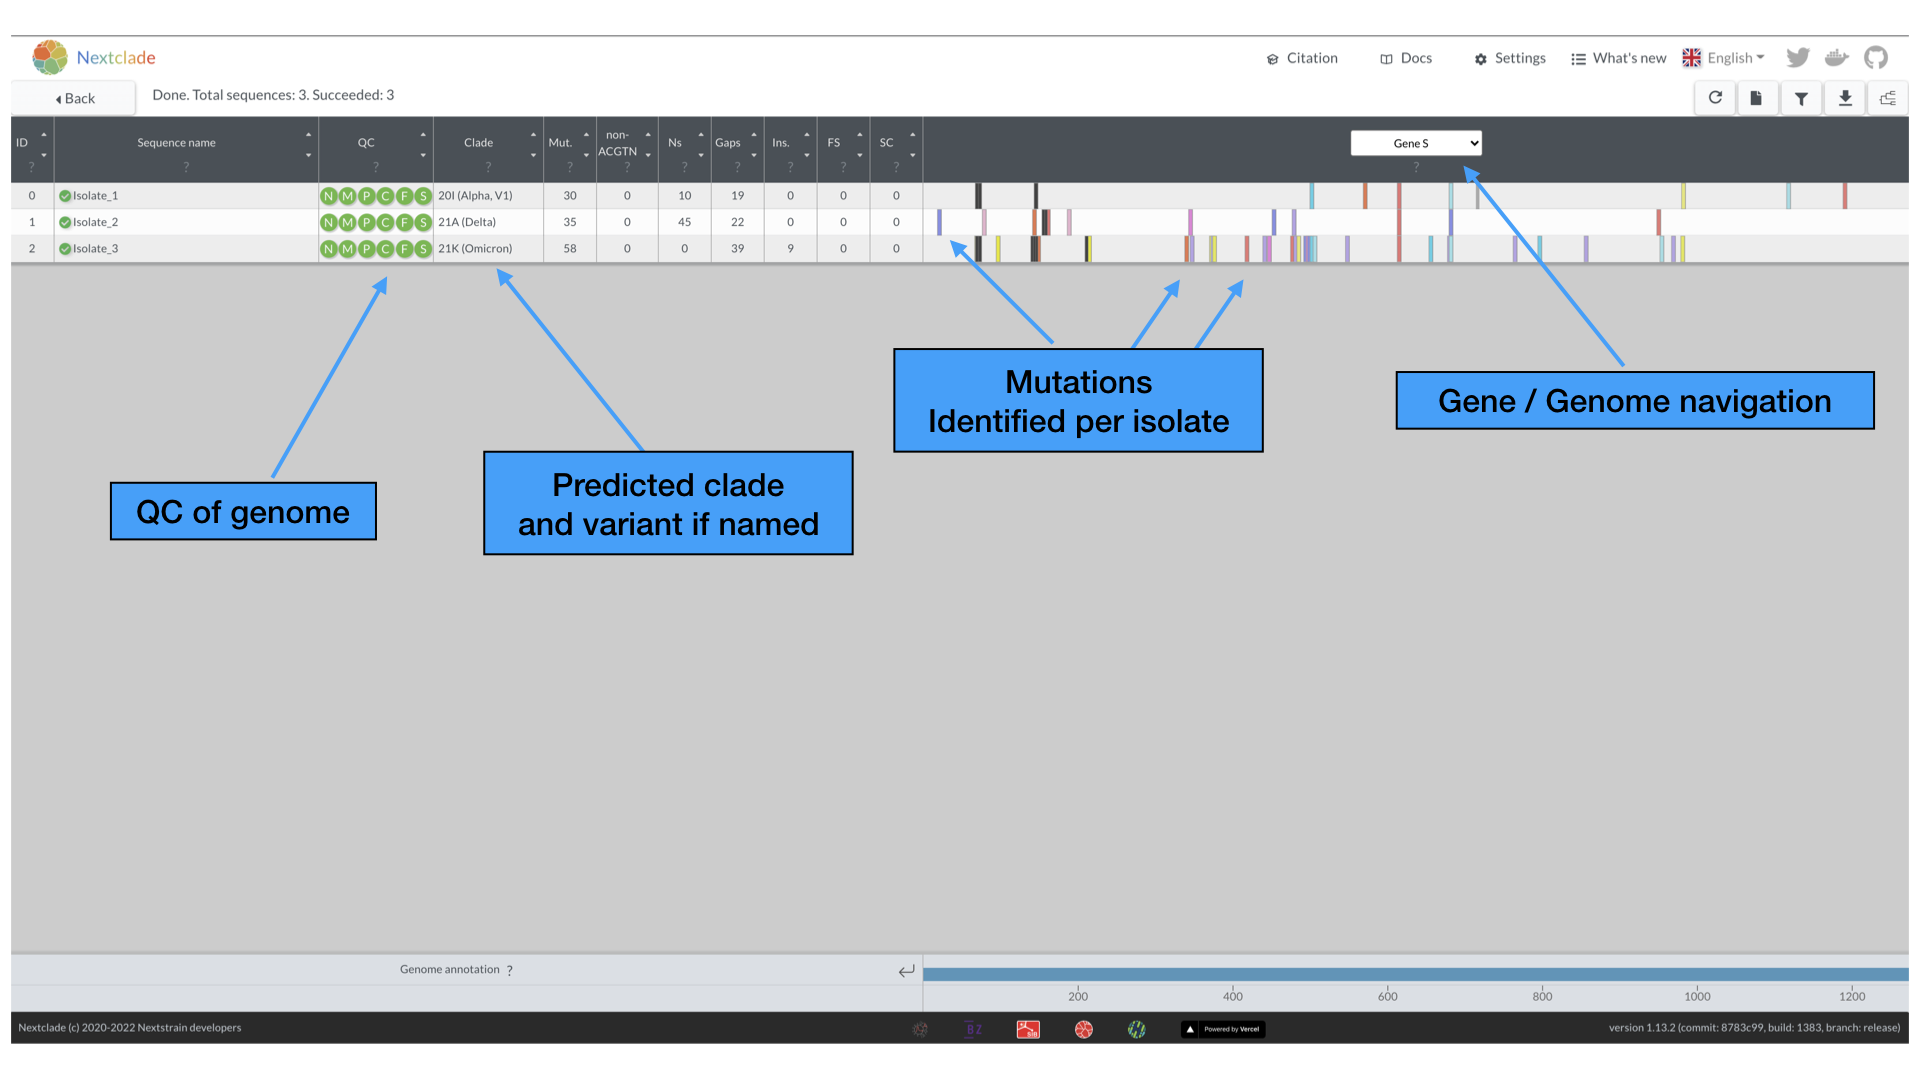 Nextclade
Citation
Docs
Settings
What's new
English
Back
Done. Total sequences: 3. Succeeded: 3
ID ?
Sequence name ?
QC ?
Clade ?
Mut. ?
non-
ACGTN ?
Ns ?
Gaps ?
Ins. ?
FS ?
SC ?
Gene S
?
0 Isolate_1 N M P C F S 20I (Alpha, V1) 30 0 10 19 0 0 0
1 Isolate_2 N M P C F S 21A (Delta) 35 0 45 22 0 0 0
2 Isolate_3 N M P C F S 21K (Omicron) 58 0 0 39 9 0 0
Mutations
Identified per isolate
Gene / Genome navigation
Predicted clade
and variant if named
QC of genome
Genome annotation ?
200 400 600 800 1000 1200
Nextclade (c) 2020-2022 Nextstrain developers
BZ
SIB
Powered by Vercel
version 1.13.2 (commit: 8783c99, build: 1383, branch: release)